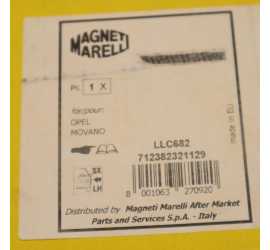 MAGNETI
MARELLI
Pc. 1 X
for/pour:
OPEL
MOVANO
LLC682
712382321129
made in EU
SX
LH
8 001063 270920
Distributed by Magneti Marelli After Market
Parts and Services S.p.A. - Italy